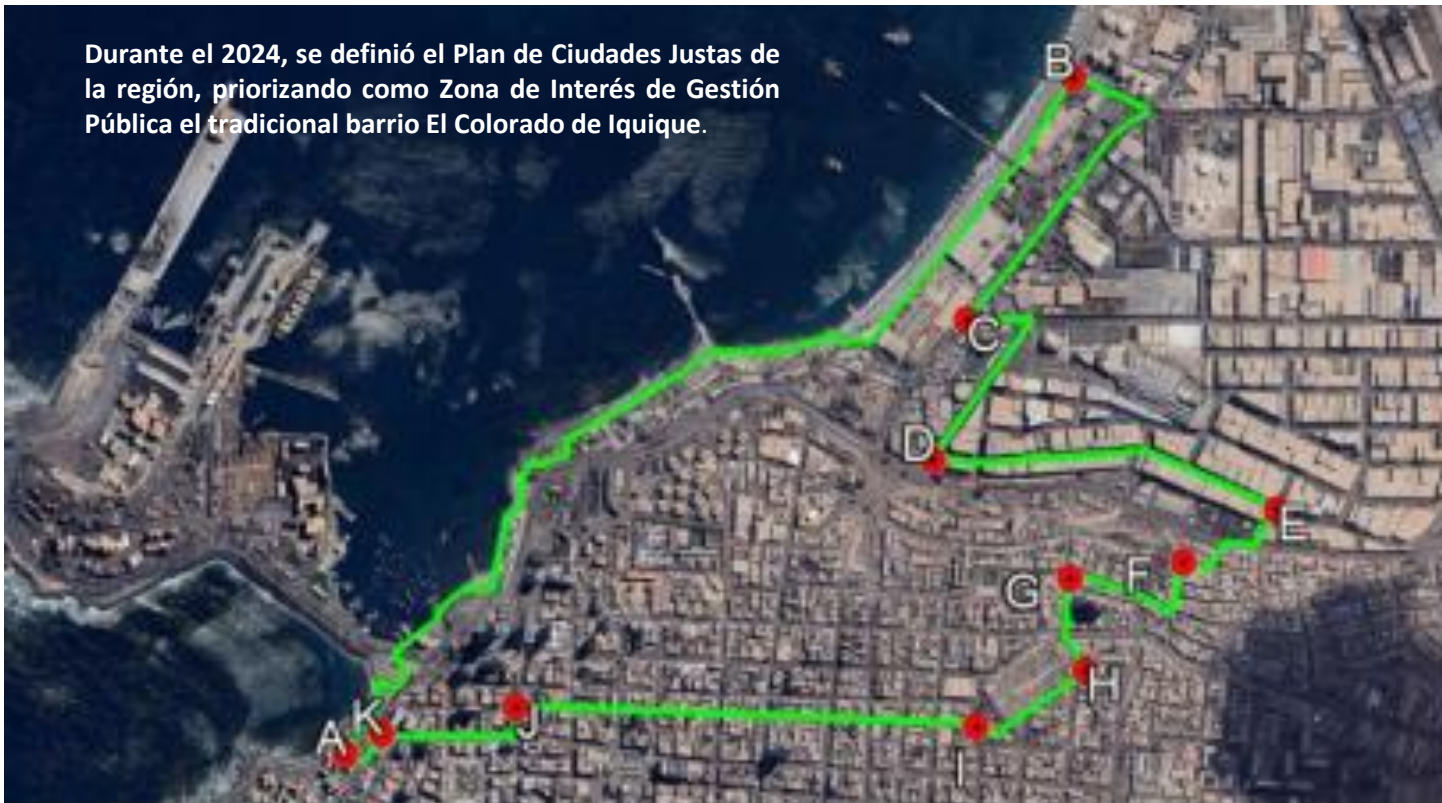 Durante el 2024, se definió el Plan de Ciudades Justas de
la región, priorizando como Zona de Interés de Gestión
Pública el tradicional barrio El Colorado de Iquique.
B
C
D
E
F
G
H
J
K
A
I